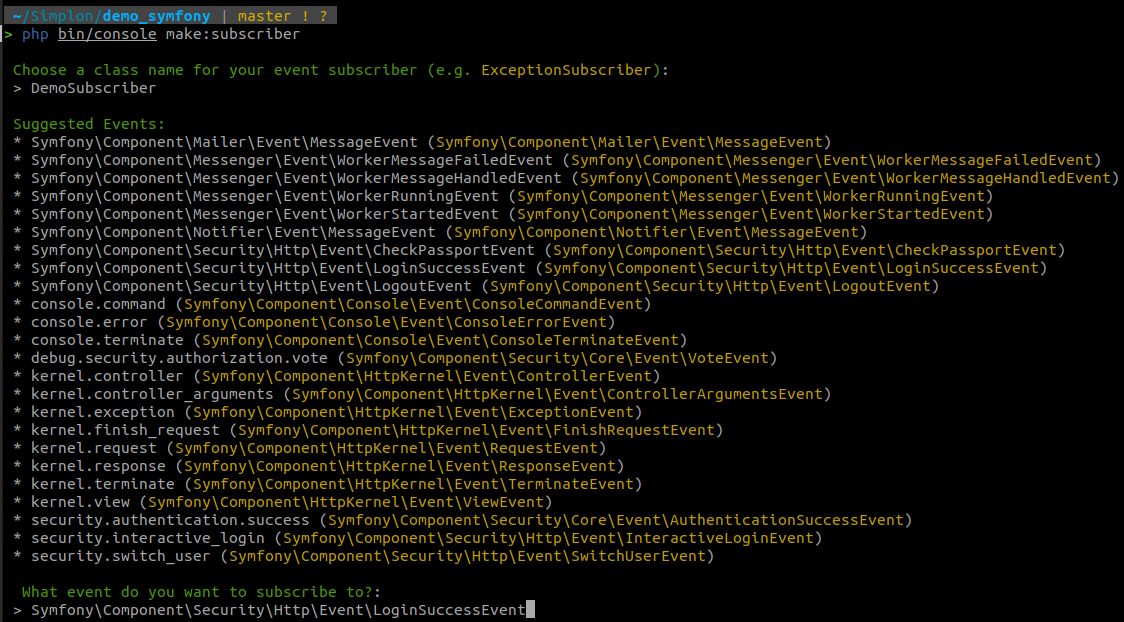 ~/Simplon/demo_symfony | master ! ?
> php bin/console make:subscriber
Choose a class name for your event subscriber (e.g. ExceptionSubscriber):
> DemoSubscriber
Suggested Events:
* Symfony\Component\Mailer\Event\MessageEvent (Symfony\Component\Mailer\Event\MessageEvent)
* Symfony\Component\Messenger\Event\WorkerMessageFailedEvent (Symfony\Component\Messenger\Event\WorkerMessageFailedEvent)
* Symfony\Component\Messenger\Event\WorkerMessageHandledEvent (Symfony\Component\Messenger\Event\WorkerMessageHandledEvent)
* Symfony\Component\Messenger\Event\WorkerRunningEvent (Symfony\Component\Messenger\Event\WorkerRunningEvent)
* Symfony\Component\Messenger\Event\WorkerStartedEvent (Symfony\Component\Messenger\Event\WorkerStartedEvent)
* Symfony\Component\Notifier\Event\MessageEvent (Symfony\Component\Notifier\Event\MessageEvent)
* Symfony\Component\Security\Http\Event\CheckPassportEvent (Symfony\Component\Security\Http\Event\CheckPassportEvent)
* Symfony\Component\Security\Http\Event\LoginSuccessEvent (Symfony\Component\Security\Http\Event\LoginSuccessEvent)
* Symfony\Component\Security\Http\Event\LogoutEvent (Symfony\Component\Security\Http\Event\LogoutEvent)
* console.command (Symfony\Component\Console\Event\ConsoleCommandEvent)
* console.error (Symfony\Component\Console\Event\ConsoleErrorEvent)
* console.terminate (Symfony\Component\Console\Event\ConsoleTerminateEvent)
* debug.security.authorization.vote (Symfony\Component\Security\Core\Event\VoteEvent)
* kernel.controller (Symfony\Component\HttpKernel\Event\ControllerEvent)
* kernel.controller_arguments (Symfony\Component\HttpKernel\Event\ControllerArgumentsEvent)
* kernel.exception (Symfony\Component\HttpKernel\Event\ExceptionEvent)
* kernel.finish_request (Symfony\Component\HttpKernel\Event\FinishRequestEvent)
* kernel.request (Symfony\Component\HttpKernel\Event\RequestEvent)
* kernel.response (Symfony\Component\HttpKernel\Event\ResponseEvent)
* kernel.terminate (Symfony\Component\HttpKernel\Event\TerminateEvent)
* kernel.view (Symfony\Component\HttpKernel\Event\ViewEvent)
* security.authentication.success (Symfony\Component\Security\Core\Event\AuthenticationSuccessEvent)
* security.interactive_login (Symfony\Component\Security\Http\Event\InteractiveLoginEvent)
* security.switch_user (Symfony\Component\Security\Http\Event\SwitchUserEvent)
What event do you want to subscribe to?:
> Symfony\Component\Security\Http\Event\LoginSuccessEvent